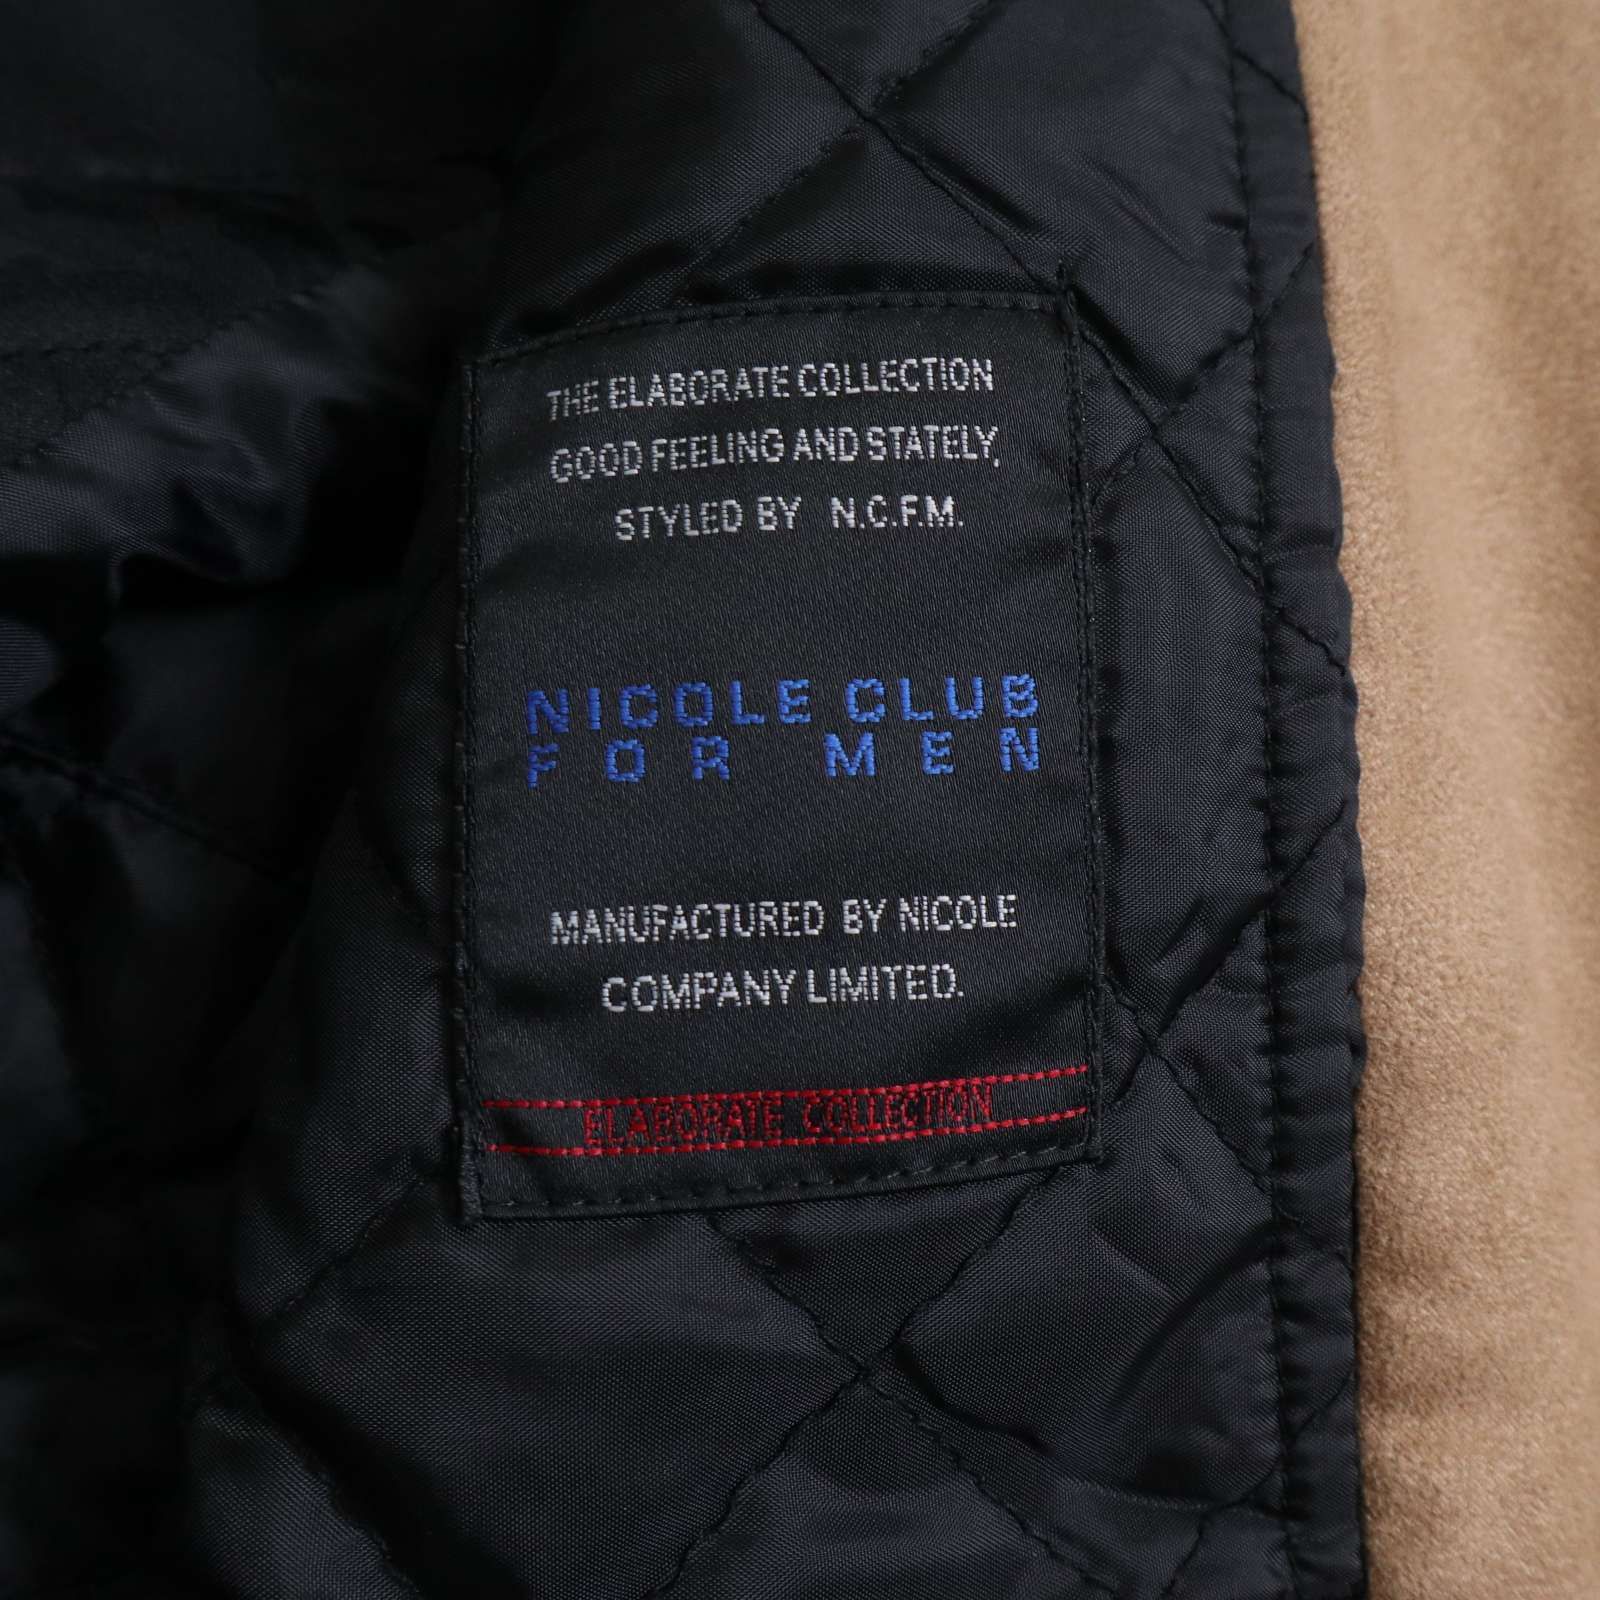 THE ELABORATE COLLECTION
GOOD FEELING AND STATELY,
STYLED BY N.C.F.M.
NICOLE CLUB
FOR MEN
MANUFACTURED BY NICOLE
COMPANY LIMITED.
ELABORATE COLLECTION